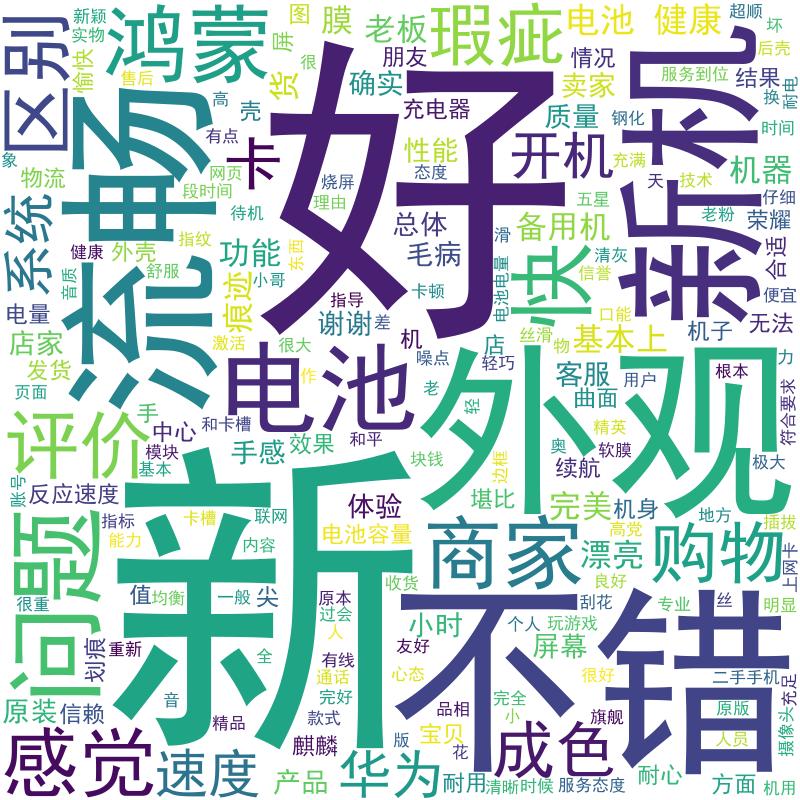 新颖
图
膜
老板
电池
健康
超顺
坏
实物
鸿蒙
屏
很
瑕疵
后壳
区别
愉快
售后
货
朋友
情况
服务到位
结果
换
耐电
高
壳
确实
充电器
卖家
新机
时间
畅
有点
卡
好
质量
钢化
象
性能
开机
充满
机器
物流
网页
态度
天
技术
段时间
烧屏
五星
仔细
系统
待机
理由
总体
备用机
老粉
荣耀
指纹
功能
毛病
滑
清灰
合适
健康
外壳
东西
快
信誉
音质
舒服
小哥
电池电量
便宜
流
痕迹
指导
卡顿
口能
电量
谢谢
差
丝滑
机子
无法
店家
激活
很大
机
噪点
店
物
基本上
发货
作
轻巧
力
页面
电池
客服
用户
根本
老
外观
曲面
符合要求
手
轻
评价
中心
和卡槽
和平
精英
模块
手感
效果
奥
软膜
极大
基本
块钱
边框
续航
账号
反应速度
新
堪比
完美
机身
指标
卡槽
联网
体验
高党
地方
插拔
问题
能力
内容
电池容量
商家
漂亮
购物
上网卡
良好
很重
值
均衡
一般
尖
原本
收货
不错
刮花
专业
丝
明显
过会
小时
个人
玩游戏
划痕
重新
人
友好
屏幕
全
有线
心态
很好
二手手机
通话
原装
信赖
音
完好
品相
完全
旗舰
原版
充足
精品
款式
宝贝
小
摄像头
版
花
成色
人员
感觉
速度
麒麟
产品
华为
耐用
清晰
时候
服务态度
耐心
方面
机用